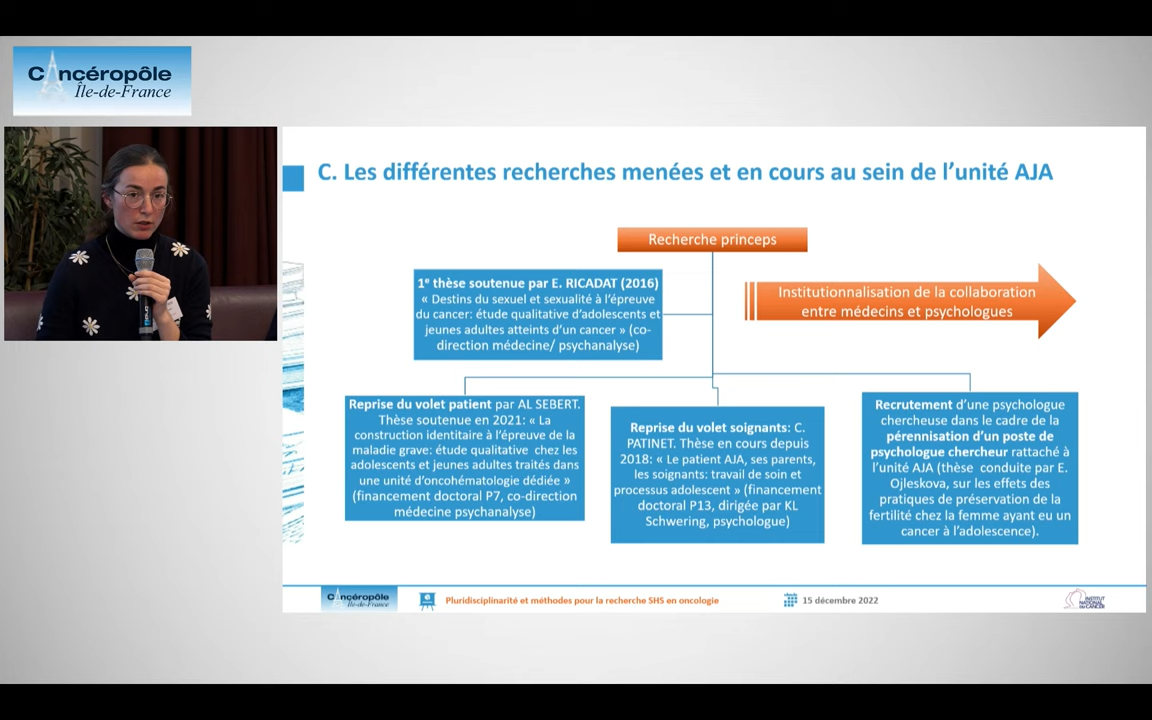 Cancéropôle
Île-de-France
C. Les différentes recherches menées et en cours au sein de l'unité AJA
Recherche princeps
1e thèse soutenue par E. RICADAT (2016)
« Destins du sexuel et sexualité à l'épreuve
du cancer: étude qualitative d'adolescents et
jeunes adultes atteints d'un cancer » (co-
direction médecine/ psychanalyse)
Institutionnalisation de la collaboration
entre médecins et psychologues
Reprise du volet patient par AL SEBERT.
Thèse soutenue en 2021: « La
construction identitaire à l'épreuve de la
maladie grave: étude qualitative chez les
adolescents et jeunes adultes traités dans
une unité d'oncohématologie dédiée »
(financement doctoral P7, co-direction
médecine psychanalyse)
Reprise du volet soignants: C.
PATINET. Thèse en cours depuis
2018: « Le patient AJA, ses parents,
les soignants: travail de soin et
processus adolescent » (financement
doctoral P13, dirigée par KL
Schwering, psychologue)
Recrutement d'une psychologue
chercheuse dans le cadre de la
pérennisation d'un poste de
psychologue chercheur rattaché à
l'unité AJA (thèse conduite par E.
Ojleskova, sur les effets des
pratiques de préservation de la
fertilité chez la femme ayant eu un
cancer à l'adolescence).
Cancéropôle
Île-de-France
Pluridisciplinarité et méthodes pour la recherche SHS en oncologie
15 décembre 2022
INSTITUT
NATIONAL
DU CANCER